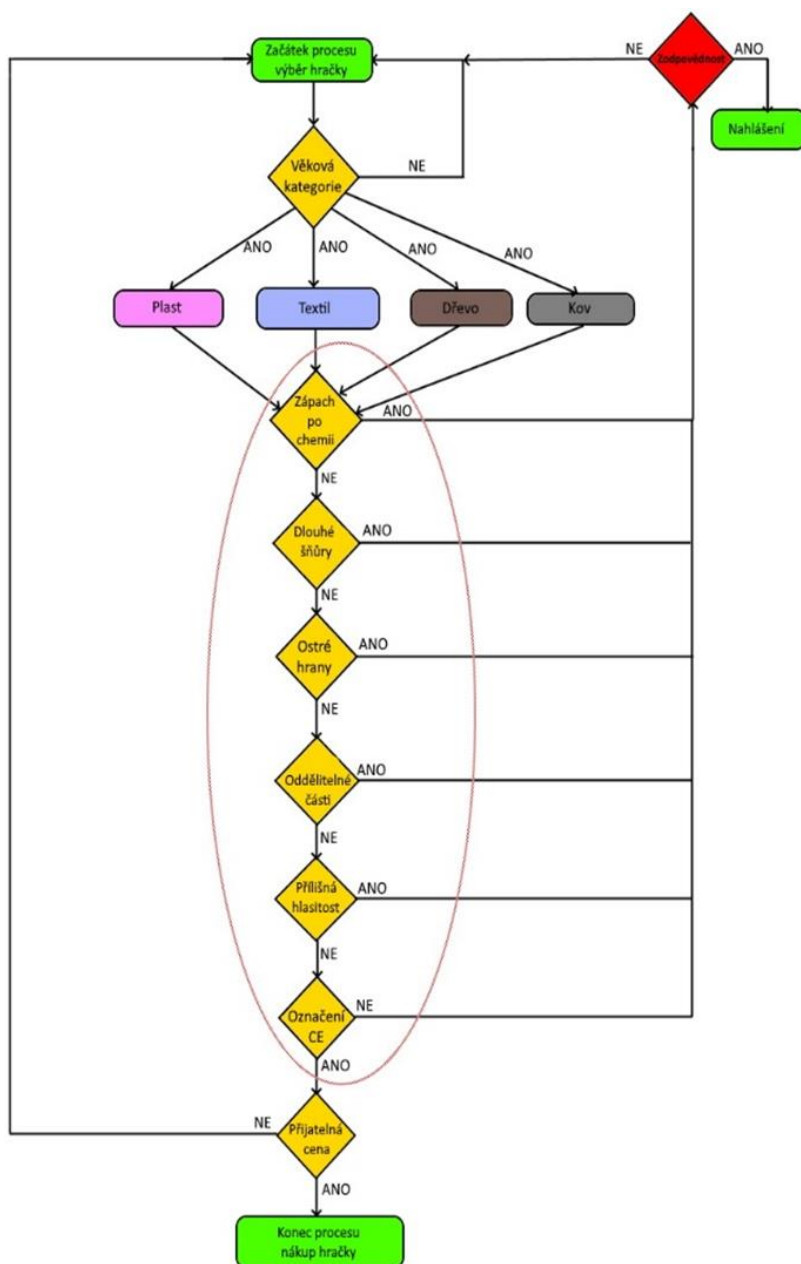 Začátek procesu
výběr hračky
NE
Zodpovědnost
ANO
Nahlášení
Věková
kategorie
NE
ANO
ANO
ANO
ANO
Plast
Textil
Dřevo
Kov
Zápach
po
chemii
ANO
NE
Dlouhé
šňůry
ANO
NE
Ostré
hrany
ANO
NE
Oddělitelné
části
ANO
NE
Přílišná
hlasitost
ANO
NE
Označení
CE
NE
ANO
Přijatelná
cena
NE
ANO
Konec procesu
nákup hračky